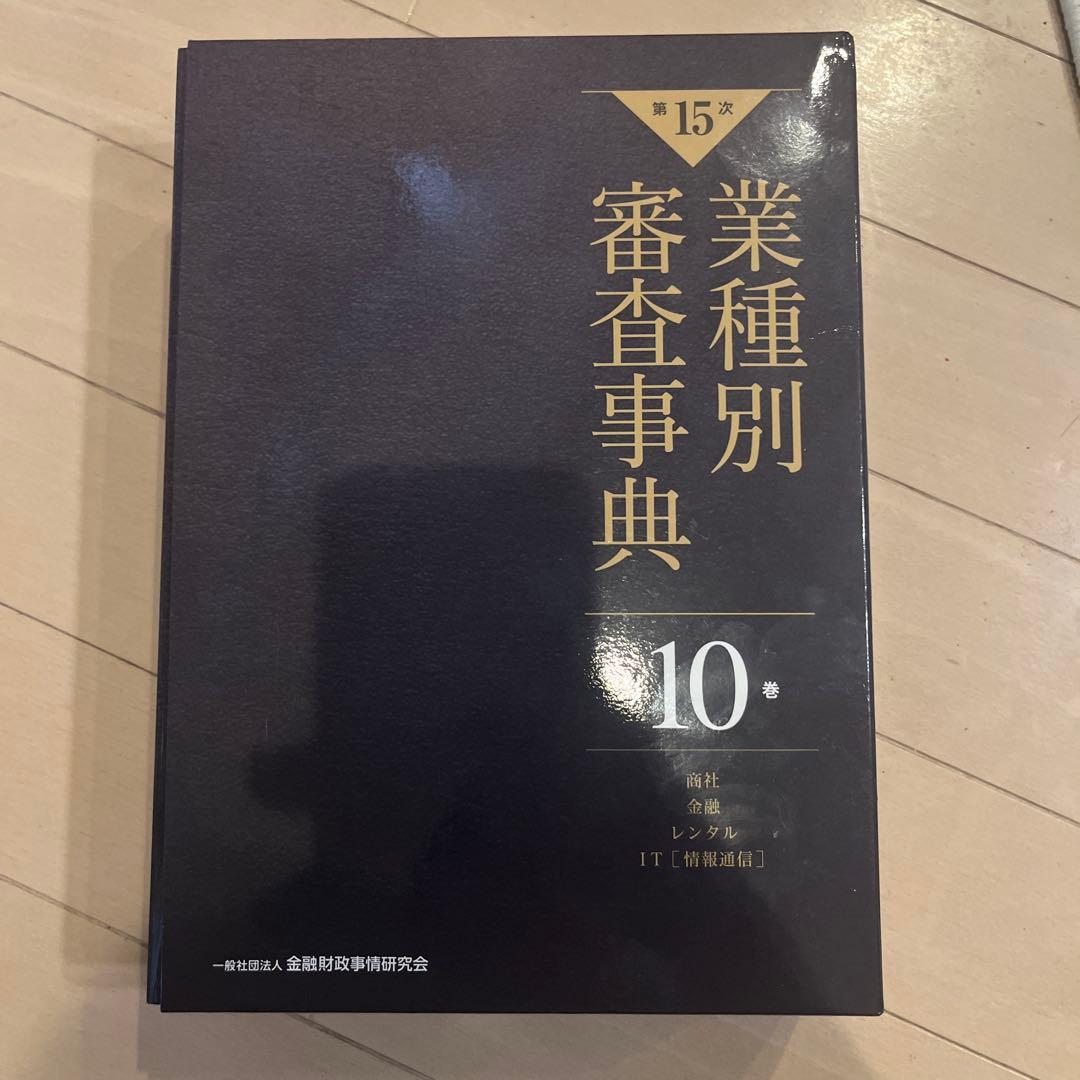 第15次
業種別
審査事典
10巻
商社
金融
レンタル
IT［情報通信］
一般社団法人 金融財政事情研究会